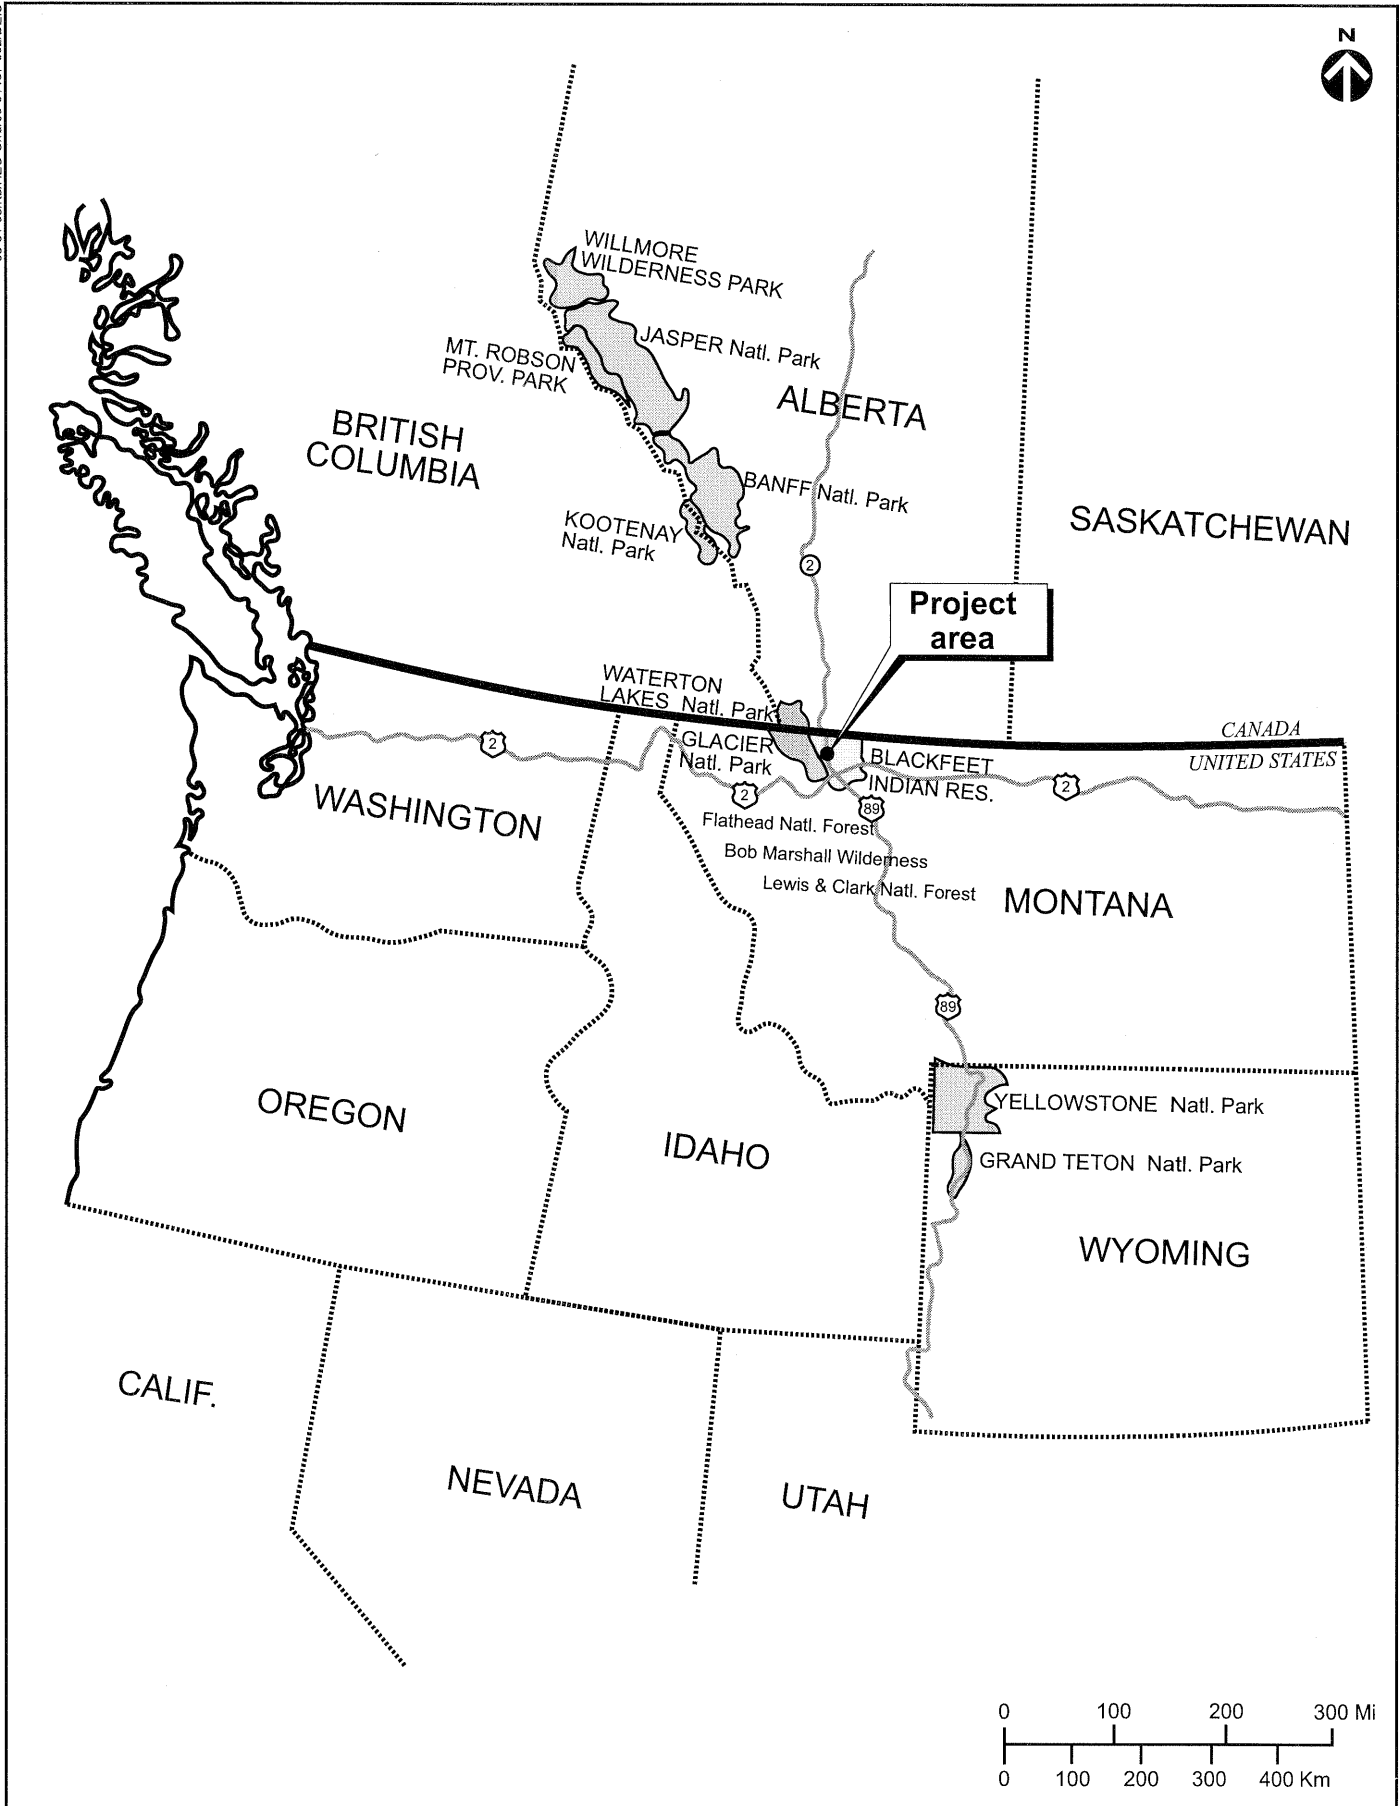 N
WILLMORE
WILDERNESS PARK
JASPER Natl. Park
MT. ROBSON
PROV. PARK
ALBERTA
BRITISH
COLUMBIA
BANFF Natl. Park
KOOTENAY
Natl. Park
SASKATCHEWAN
2
Project
area
WATERTON
LAKES Natl. Park
CANADA
UNITED STATES
2
GLACIER
Natl. Park
BLACKFEET
INDIAN RES.
2
2
89
WASHINGTON
Flathead Natl. Forest
Bob Marshall Wilderness
Lewis & Clark Natl. Forest
MONTANA
89
OREGON
IDAHO
YELLOWSTONE Natl. Park
GRAND TETON Natl. Park
WYOMING
CALIF.
NEVADA
UTAH
0 100 200 300 Mi
0 100 200 300 400 Km